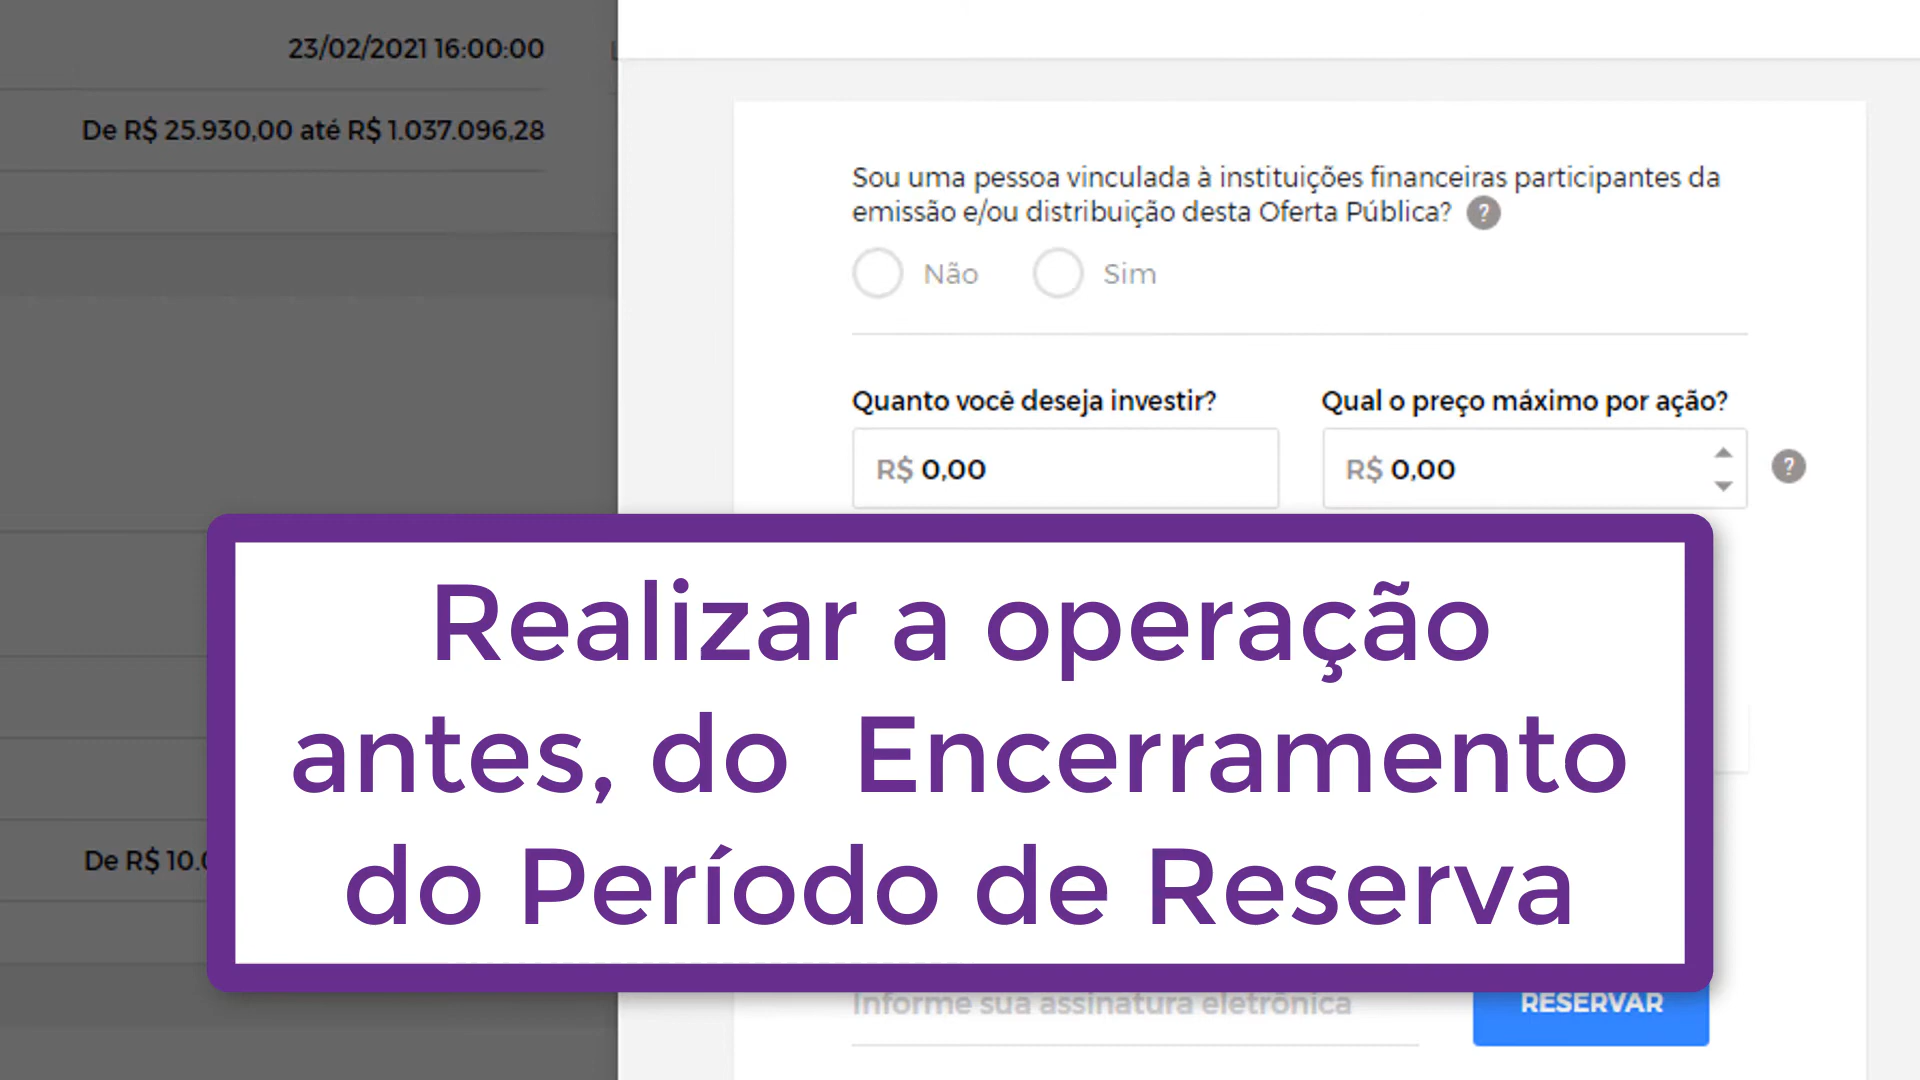 23/02/2021 16:00:00
De R$ 25.930,00 até R$ 1.037.096,28
Sou uma pessoa vinculada à instituições financeiras participantes da
emissão e/ou distribuição desta Oferta Pública? ?
Não Sim
Quanto você deseja investir? Qual o preço máximo por ação?
R$ 0,00 R$ 0,00 ?
Realizar a operação
antes, do Encerramento
do Período de Reserva
De R$ 10.
Informe sua assinatura eletrônica RESERVAR